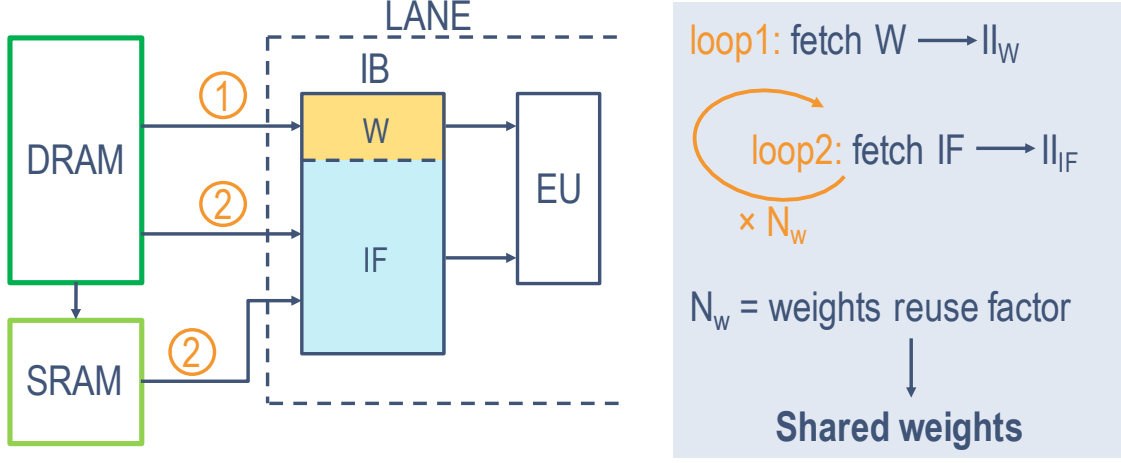 LANE
IB
DRAM
①
W
②
EU
IF
②
SRAM
loop1: fetch W → II_W
loop2: fetch IF → II_IF
× N_w
N_w = weights reuse factor
Shared weights